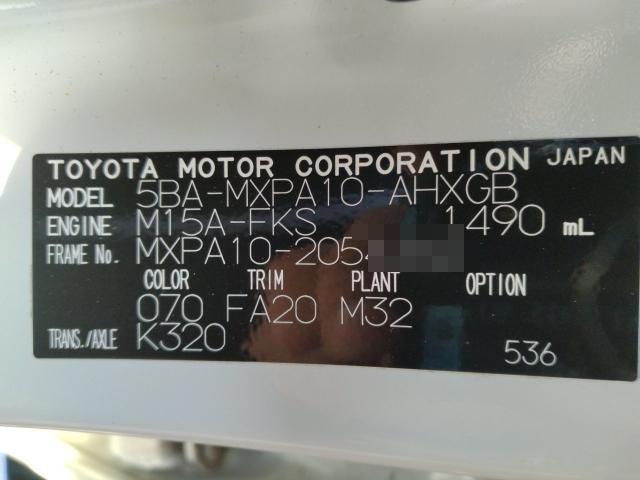 TOYOTA MOTOR CORPORATION JAPAN
MODEL 5BA-MXPA10-AHXGB
ENGINE M15A-FKS 1490 mL
FRAME No. MXPA10-205
COLOR TRIM PLANT OPTION
070 FA20 M32
TRANS./AXLE K320
536